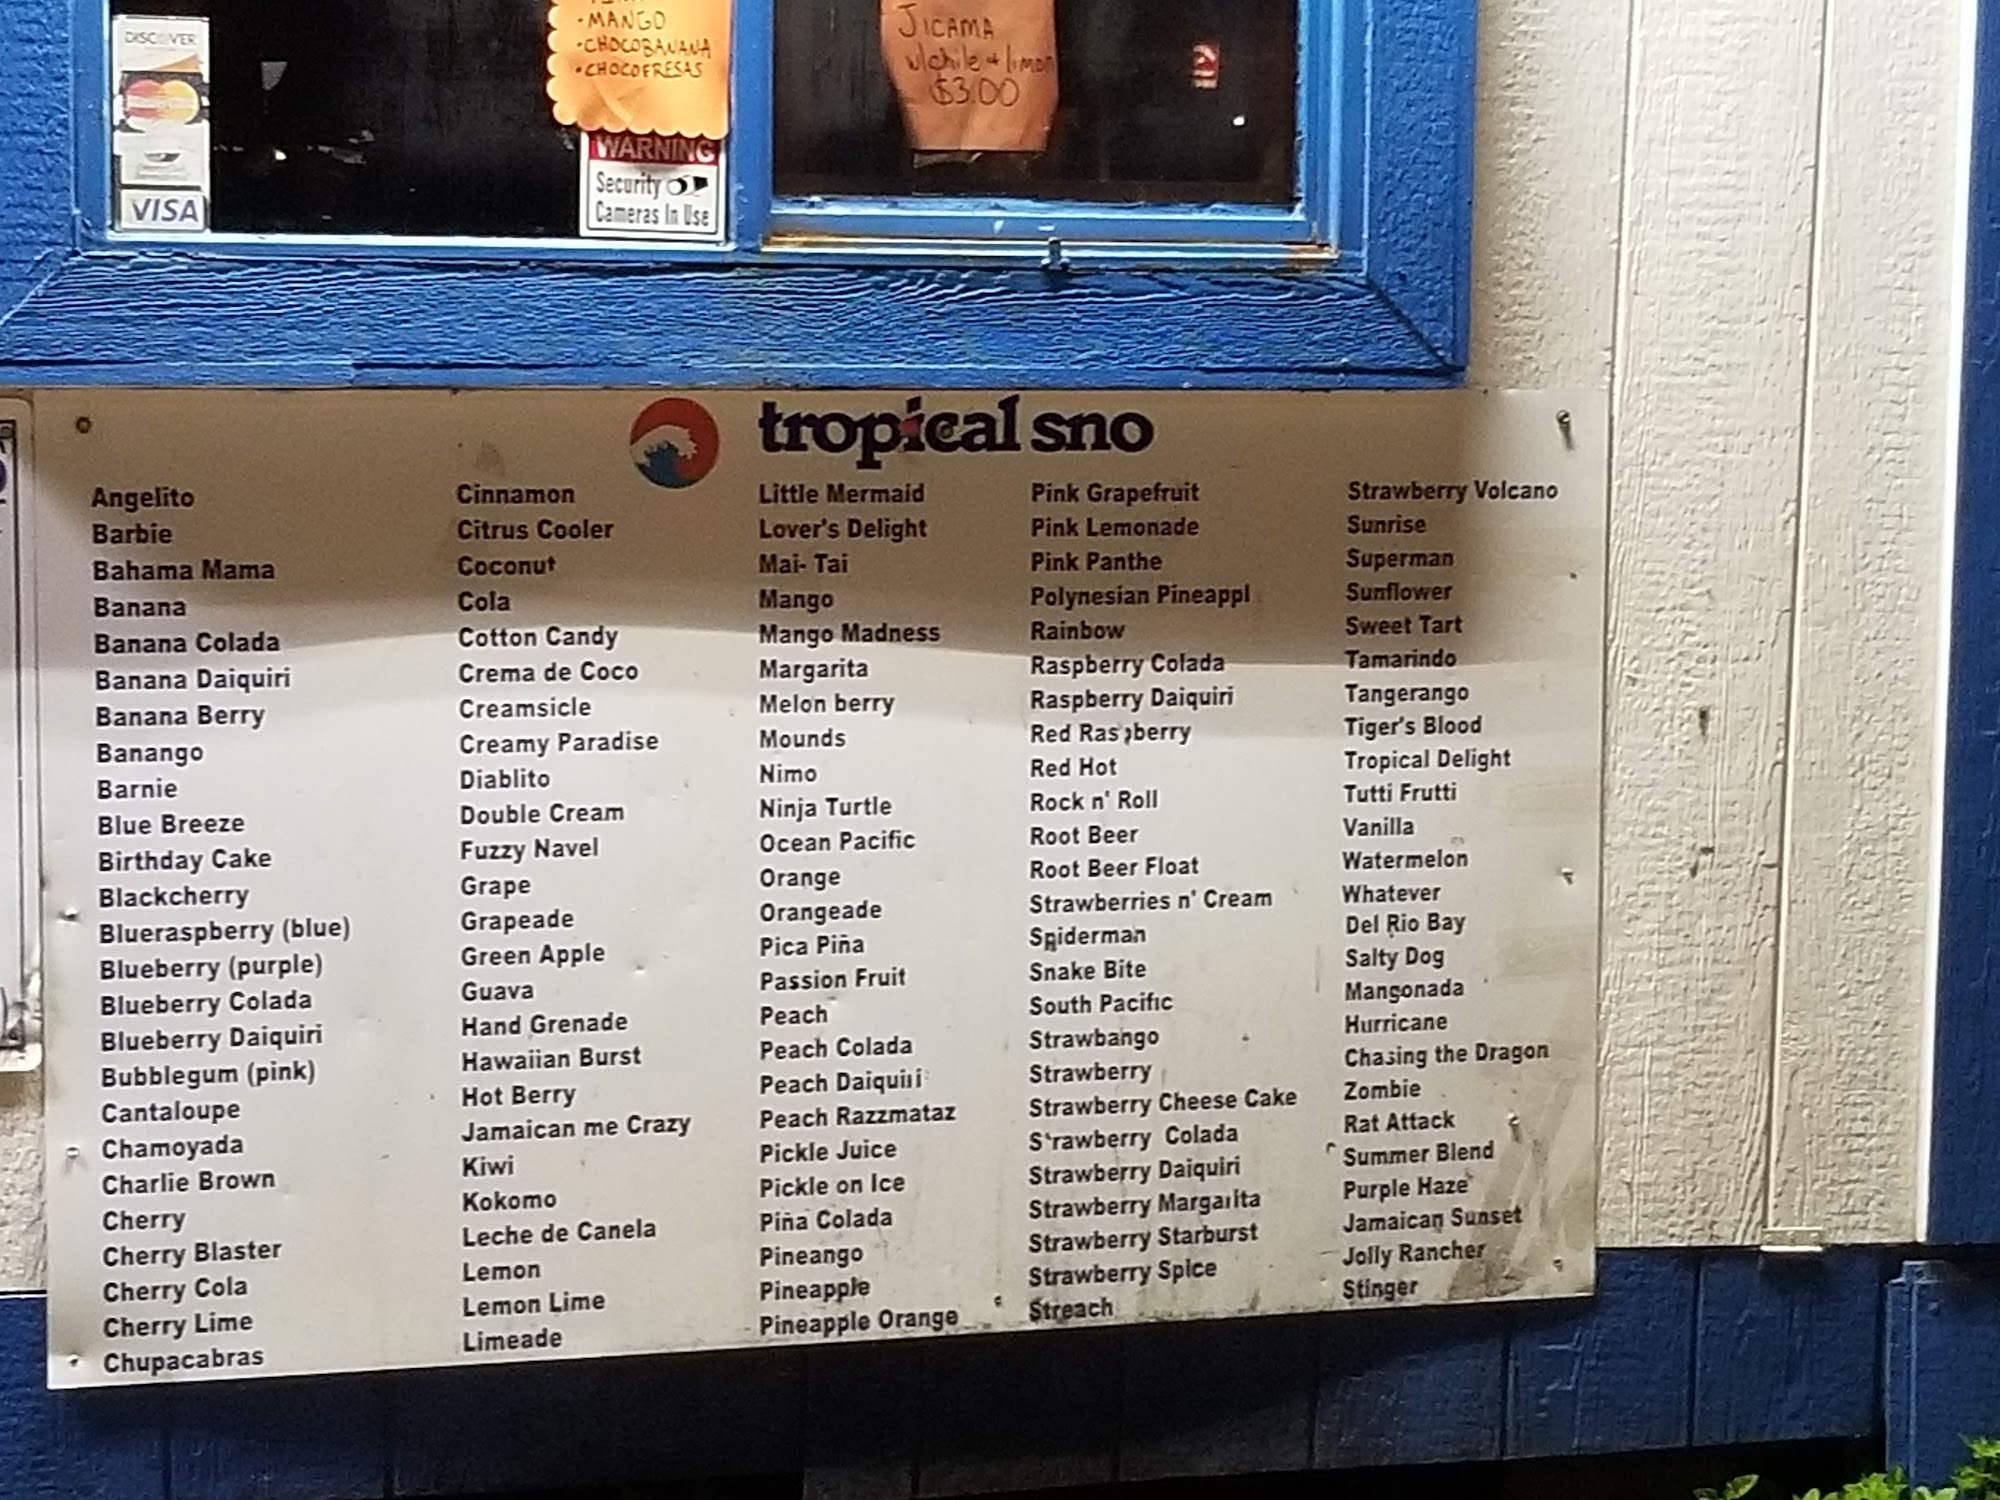 DISCOVER
MasterCard
VISA
- MANGO
• CHOCOBANANA
• CHOCOFRESAS
WARNING
Security
Cameras In Use
JICAMA
w/chile + limon
$3.00
tropical sno
Angelito
Barbie
Bahama Mama
Banana
Banana Colada
Banana Daiquiri
Banana Berry
Banango
Barnie
Blue Breeze
Birthday Cake
Blackcherry
Blueraspberry (blue)
Blueberry (purple)
Blueberry Colada
Blueberry Daiquiri
Bubblegum (pink)
Cantaloupe
Chamoyada
Charlie Brown
Cherry
Cherry Blaster
Cherry Cola
Cherry Lime
Chupacabras
Cinnamon
Citrus Cooler
Coconut
Cola
Cotton Candy
Crema de Coco
Creamsicle
Creamy Paradise
Diablito
Double Cream
Fuzzy Navel
Grape
Grapeade
Green Apple
Guava
Hand Grenade
Hawaiian Burst
Hot Berry
Jamaican me Crazy
Kiwi
Kokomo
Leche de Canela
Lemon
Lemon Lime
Limeade
Little Mermaid
Lover's Delight
Mai- Tai
Mango
Mango Madness
Margarita
Melon berry
Mounds
Nimo
Ninja Turtle
Ocean Pacific
Orange
Orangeade
Pica Piña
Passion Fruit
Peach
Peach Colada
Peach Daiquiri
Peach Razzmataz
Pickle Juice
Pickle on Ice
Piña Colada
Pineango
Pineapple
Pineapple Orange
Pink Grapefruit
Pink Lemonade
Pink Panthe
Polynesian Pineappl
Rainbow
Raspberry Colada
Raspberry Daiquiri
Red Raspberry
Red Hot
Rock n' Roll
Root Beer
Root Beer Float
Strawberries n' Cream
Spiderman
Snake Bite
South Pacific
Strawbango
Strawberry
Strawberry Cheese Cake
Strawberry Colada
Strawberry Daiquiri
Strawberry Margarita
Strawberry Starburst
Strawberry Spice
Streach
Strawberry Volcano
Sunrise
Superman
Sunflower
Sweet Tart
Tamarindo
Tangerango
Tiger's Blood
Tropical Delight
Tutti Frutti
Vanilla
Watermelon
Whatever
Del Rio Bay
Salty Dog
Mangonada
Hurricane
Chasing the Dragon
Zombie
Rat Attack
Summer Blend
Purple Haze
Jamaican Sunset
Jolly Rancher
Stinger